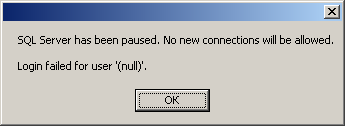 SQL Server has been paused. No new connections will be allowed.
Login failed for user '(null)'.
OK